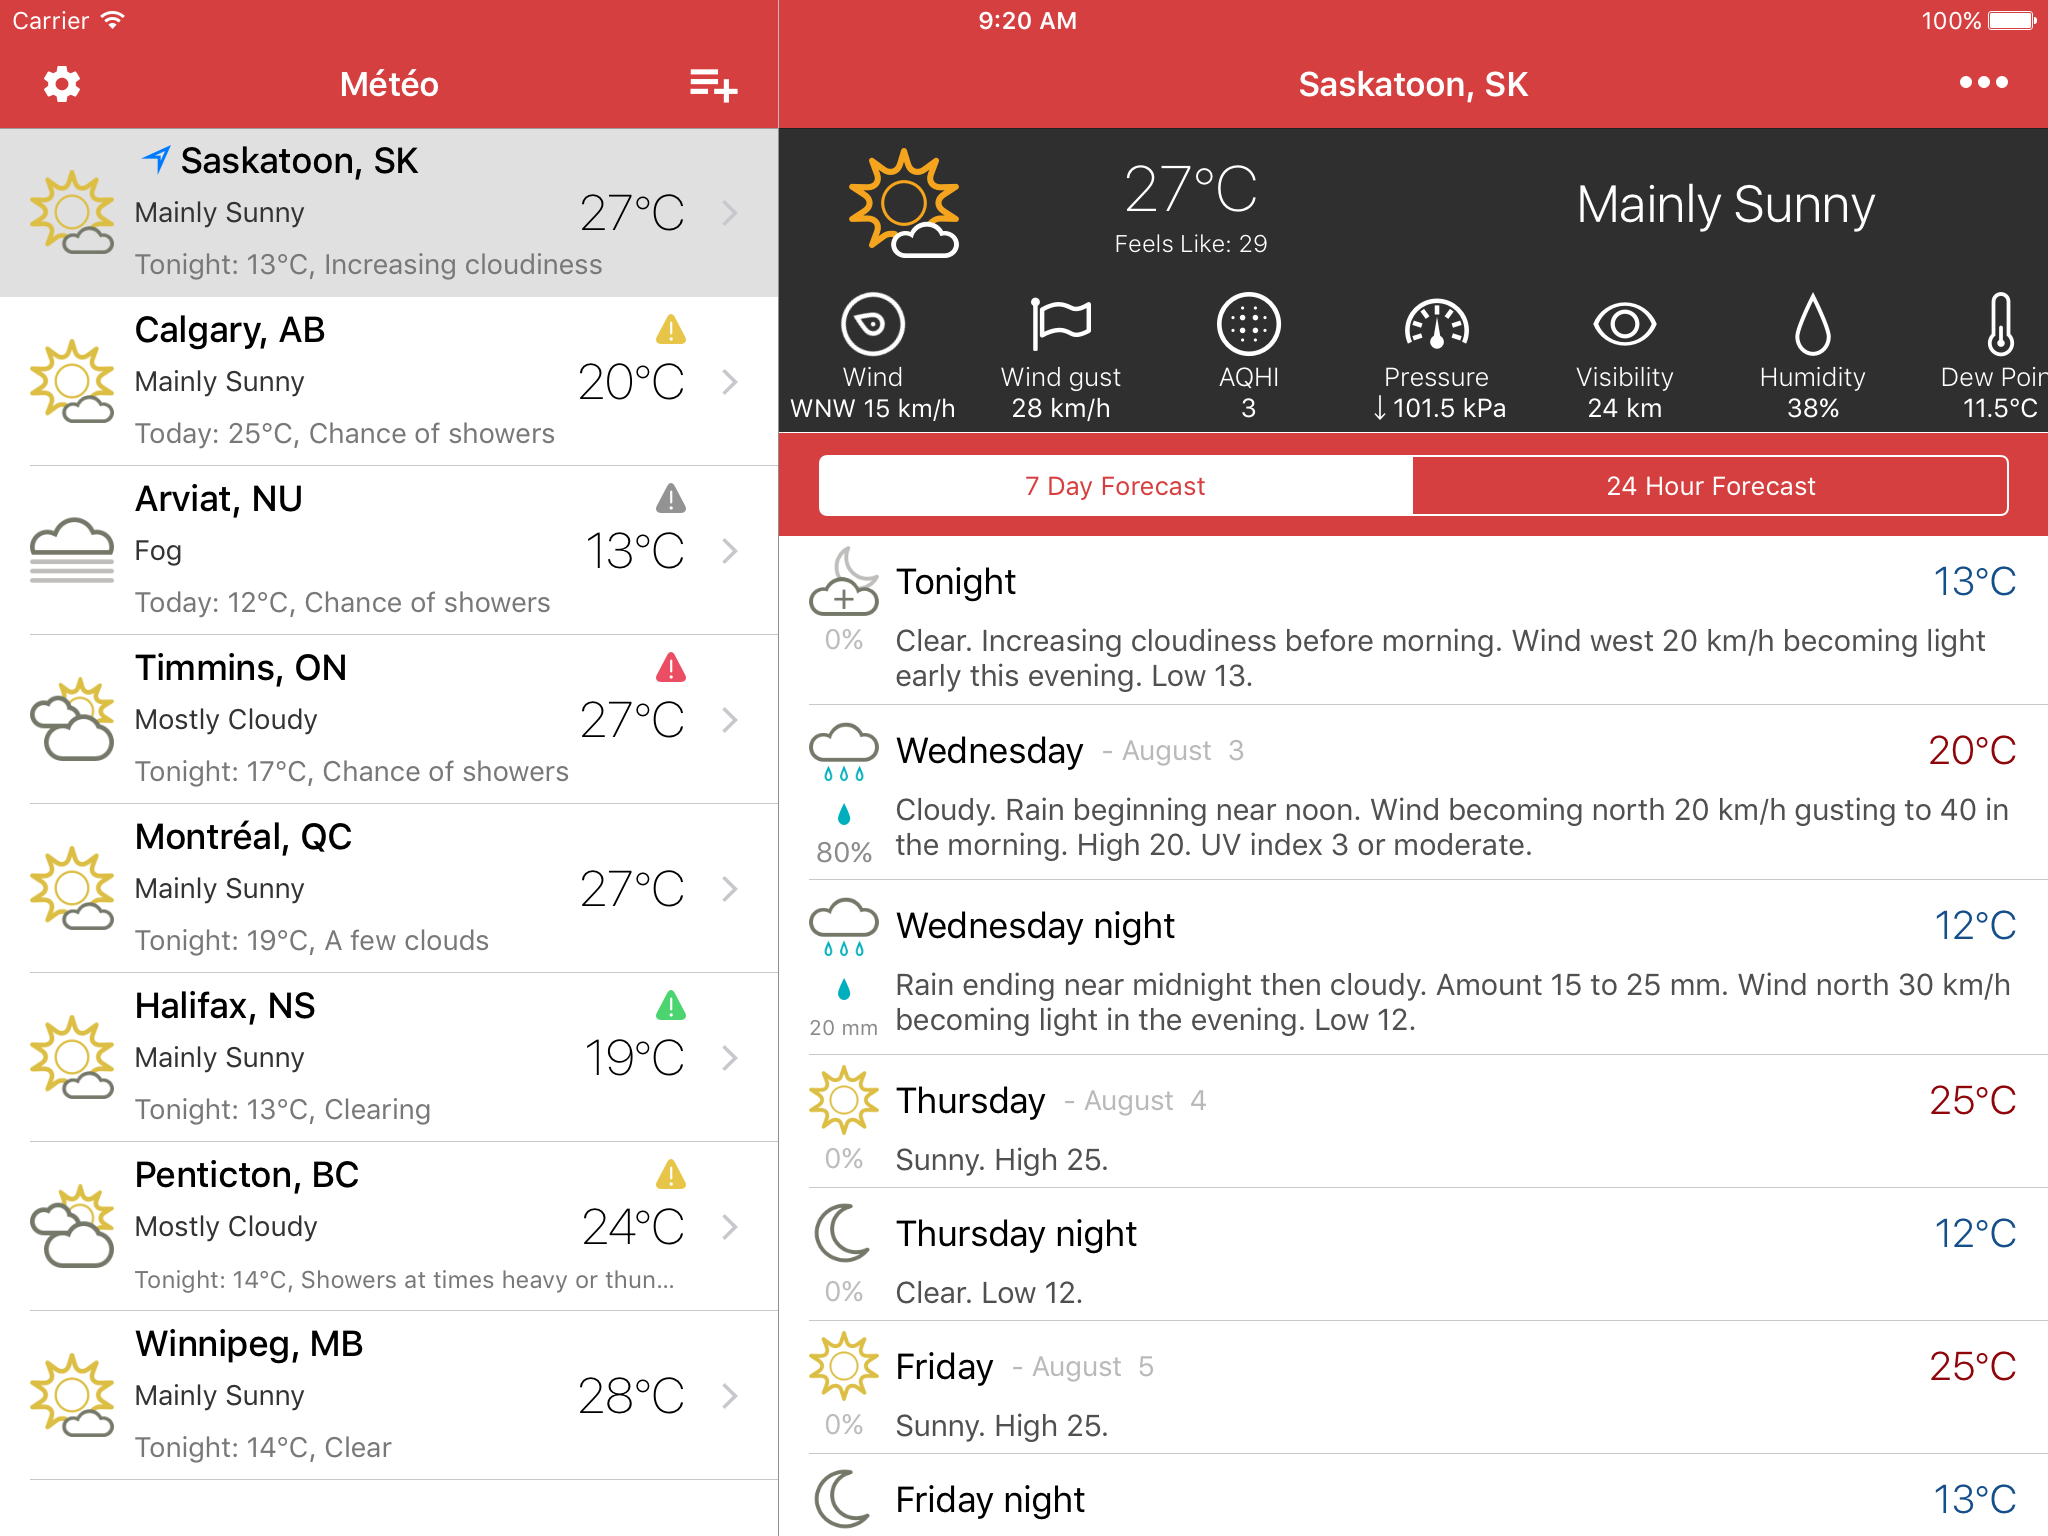 Carrier
9:20 AM
100%
Météo
Saskatoon, SK
Saskatoon, SK
Mainly Sunny
27°C
Tonight: 13°C, Increasing cloudiness
Calgary, AB
Mainly Sunny
20°C
Today: 25°C, Chance of showers
Arviat, NU
Fog
13°C
Today: 12°C, Chance of showers
Timmins, ON
Mostly Cloudy
27°C
Tonight: 17°C, Chance of showers
Montréal, QC
Mainly Sunny
27°C
Tonight: 19°C, A few clouds
Halifax, NS
Mainly Sunny
19°C
Tonight: 13°C, Clearing
Penticton, BC
Mostly Cloudy
24°C
Tonight: 14°C, Showers at times heavy or thun...
Winnipeg, MB
Mainly Sunny
28°C
Tonight: 14°C, Clear
27°C
Feels Like: 29
Mainly Sunny
Wind
WNW 15 km/h
Wind gust
28 km/h
AQHI
3
Pressure
↓101.5 kPa
Visibility
24 km
Humidity
38%
Dew Poin
11.5°C
7 Day Forecast
24 Hour Forecast
Tonight
13°C
0%
Clear. Increasing cloudiness before morning. Wind west 20 km/h becoming light
early this evening. Low 13.
Wednesday - August 3
20°C
80%
Cloudy. Rain beginning near noon. Wind becoming north 20 km/h gusting to 40 in
the morning. High 20. UV index 3 or moderate.
Wednesday night
12°C
20 mm
Rain ending near midnight then cloudy. Amount 15 to 25 mm. Wind north 30 km/h
becoming light in the evening. Low 12.
Thursday - August 4
25°C
0%
Sunny. High 25.
Thursday night
12°C
0%
Clear. Low 12.
Friday - August 5
25°C
0%
Sunny. High 25.
Friday night
13°C